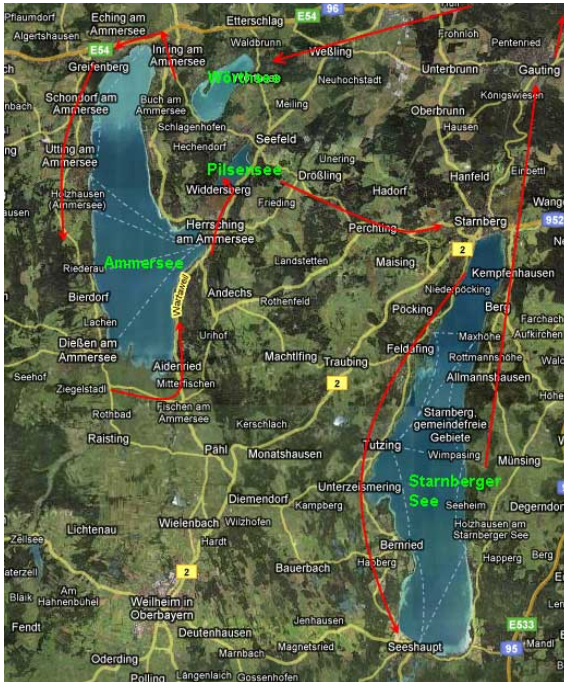 Pflaumdorf
Eching am
Ammersee
Etterschlag
E54
96
Algertshausen
Frohnloh
Pentenried
E54
Inning am
Ammersee
Waldbrunn
Weßling
Greifenberg
Wörthsee
Unterbrunn
Gauting
Neuhochstadt
Königswiesen
Schondorf am
Ammersee
Buch am
Ammersee
Meiling
Oberbrunn
Schlagenhofen
Hausen
Hechendorf
Seefeld
Utting am
Ammersee
Unering
Pilsensee
Drößling
Einbettl
Hanfeld
Holzhausen
(Ammersee)
Widdersberg
Hadorf
Frieding
Starnberg
952
Herrsching
am Ammersee
Perchting
2
Landstetten
Ammersee
Maising
Kempfenhausen
Riederau
Niederpöcking
Andechs
Bierdorf
Wartaweil
Rothenfeld
Pöcking
Berg
Lachen
Urihof
Maxhöhe
Aufkirchen
Dießen am
Ammersee
Feldafing
Machtlfing
Rottmannshöhe
Traubing
Aidenried
Allmannshausen
Seehof
Mitterfischen
2
Ziegelstadl
Rothbad
Fischen am
Ammersee
Starnberg,
gemeindefreie
Gebiete
Kerschlach
Raisting
Tutzing
Pähl
Monatshausen
Wimpasing
Münsing
Starnberger
See
Unterzeismering
Diemendorf
Kampberg
Seeheim
Degerndorf
Wielenbach
Wilzhofen
Lichtenau
Holzhausen am
Starnberger See
Hardt
Bernried
Zellsee
Happerg
Berg
Hapberg
Bauerbach
2
Am
Hahnenbühel
Blaik
Weilheim in
Oberbayern
Fendt
Jenhausen
E533
Deutenhausen
Seeshaupt
95
Mandl
Magnetsried
Marnbach
Oderding
Längenlaich
Gossenhofen
Polling